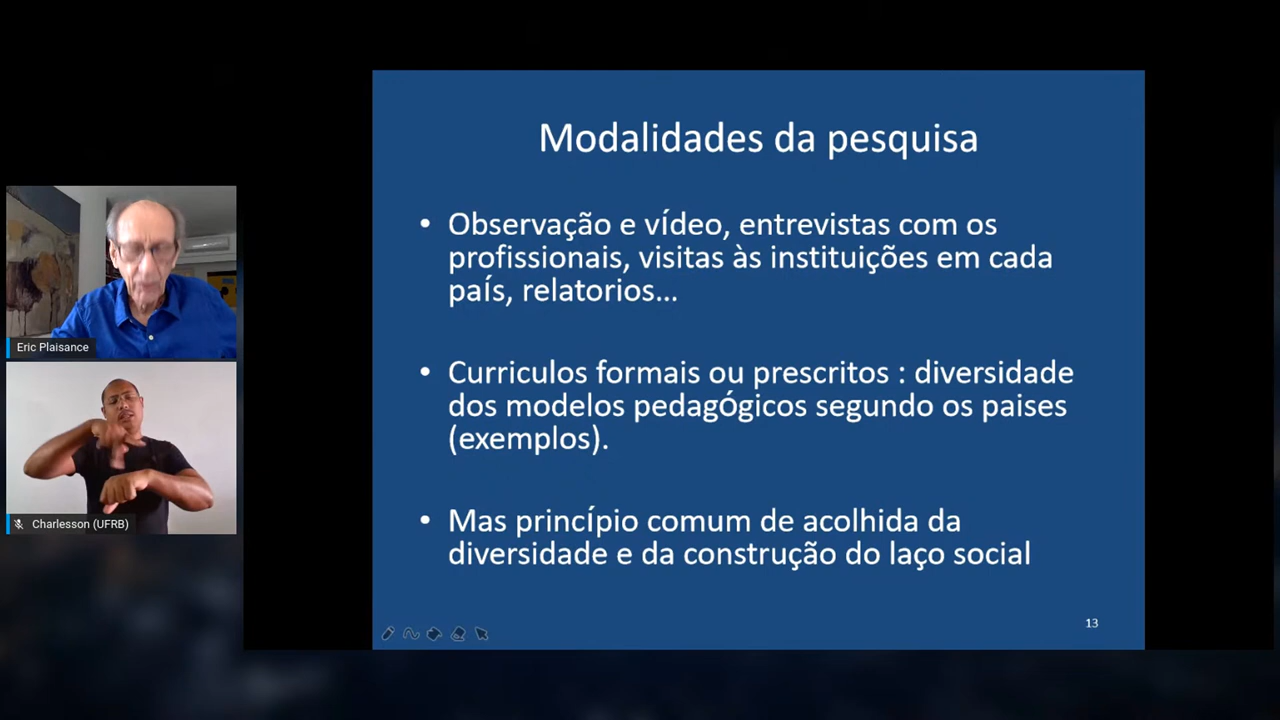 Modalidades da pesquisa
• Observação e vídeo, entrevistas com os
profissionais, visitas às instituições em cada
país, relatorios...
• Curriculos formais ou prescritos : diversidade
dos modelos pedagógicos segundo os paises
(exemplos).
• Mas princípio comum de acolhida da
diversidade e da construção do laço social
13
Eric Plaisance
Charlesson (UFRB)